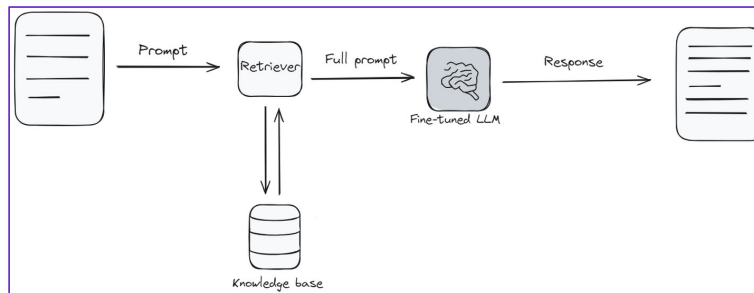 Prompt
Retriever
Full prompt
Fine-tuned LLM
Response
Knowledge base